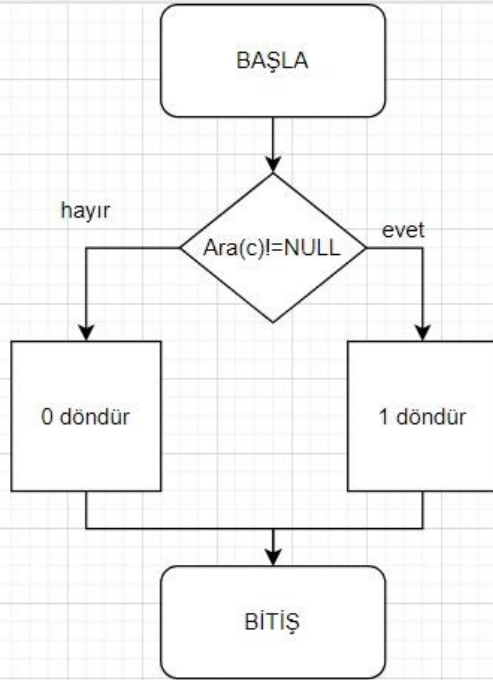 BAŞLA
hayır
evet
Ara(c)!=NULL
0 döndür
1 döndür
BİTİŞ